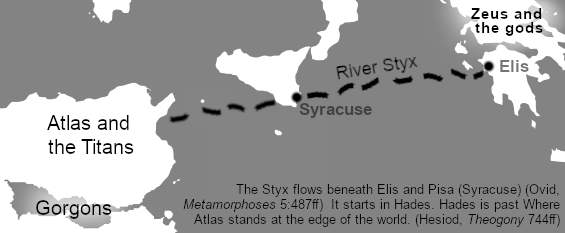 Zeus and
the gods
River Styx
Elis
Syracuse
Atlas and
the Titans
Gorgons
The Styx flows beneath Elis and Pisa (Syracuse) (Ovid,
Metamorphoses 5:487ff) It starts in Hades. Hades is past Where
Atlas stands at the edge of the world. (Hesiod, Theogony 744ff)